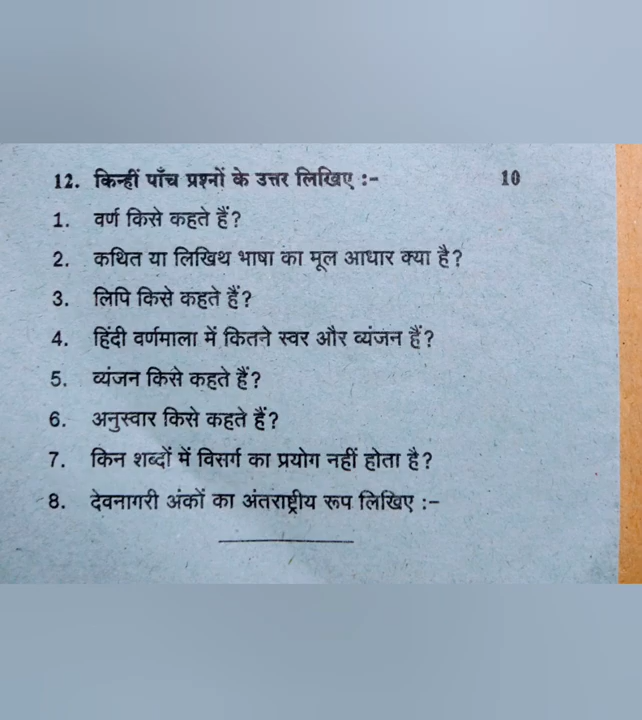 12. किन्हीं पाँच प्रश्नों के उत्तर लिखिए :- 10
1. वर्ण किसे कहते हैं?
2. कथित या लिखिथ भाषा का मूल आधार क्या है?
3. लिपि किसे कहते हैं?
4. हिंदी वर्णमाला में कितने स्वर और व्यंजन हैं?
5. व्यंजन किसे कहते हैं?
6. अनुस्वार किसे कहते हैं?
7. किन शब्दों में विसर्ग का प्रयोग नहीं होता है?
8. देवनागरी अंकों का अंतराष्ट्रीय रूप लिखिए :-